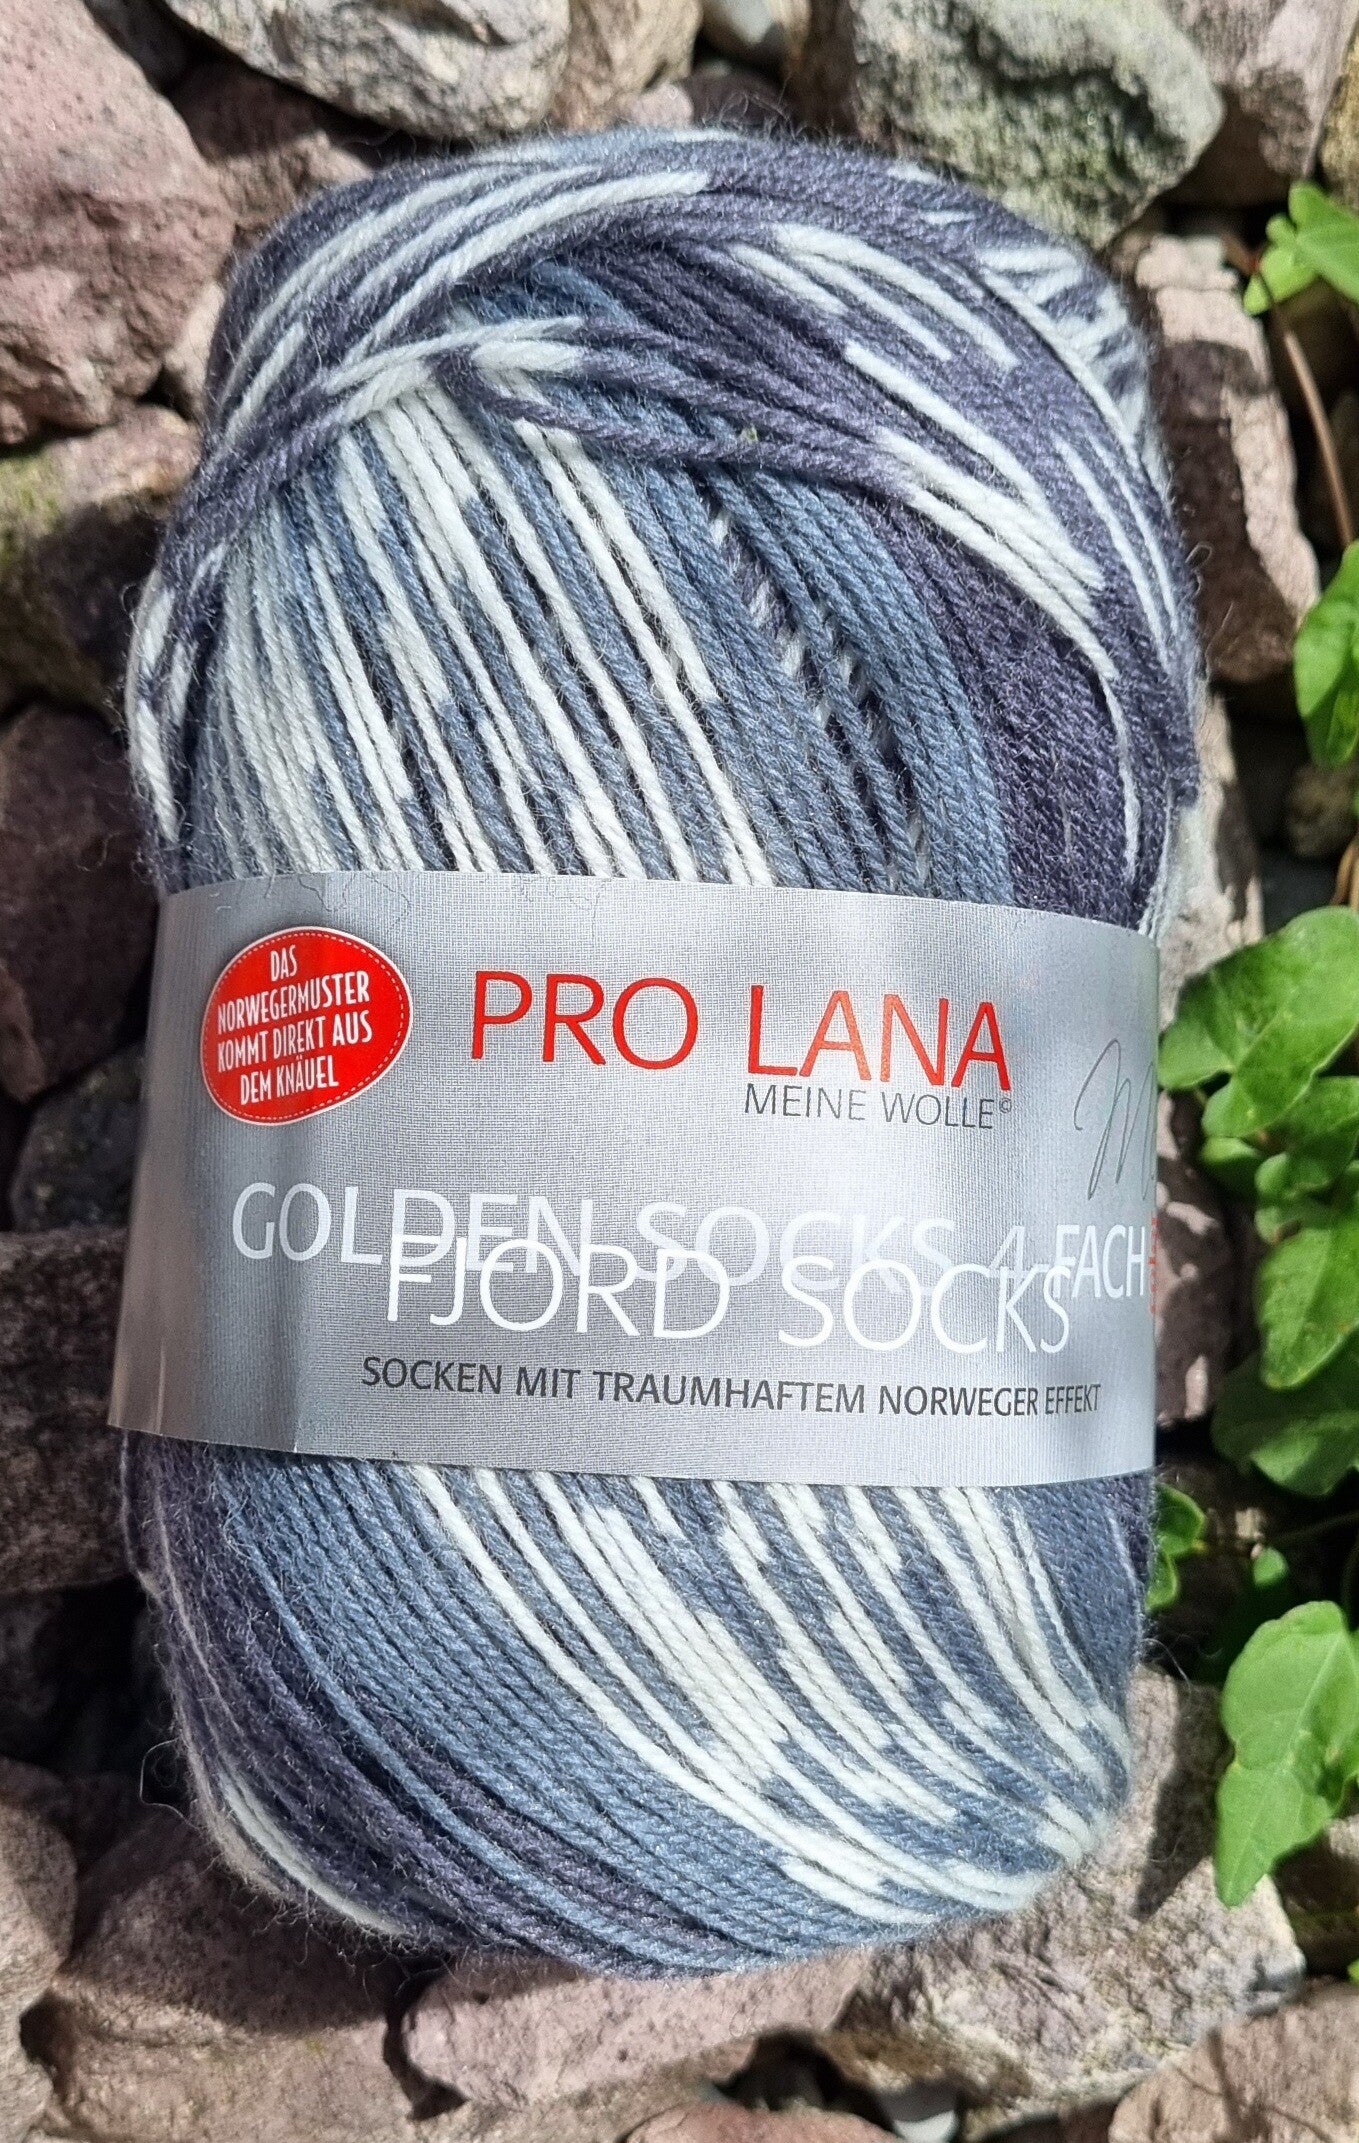 DAS
NORWEGERMUSTER
KOMMT DIREKT AUS
DEM KNÄUEL
PRO LANA
MEINE WOLLE©
GOLDEN SOCKS 4-FACH
FJORD SOCKS
SOCKEN MIT TRAUMHAFTEM NORWEGER EFFEKT